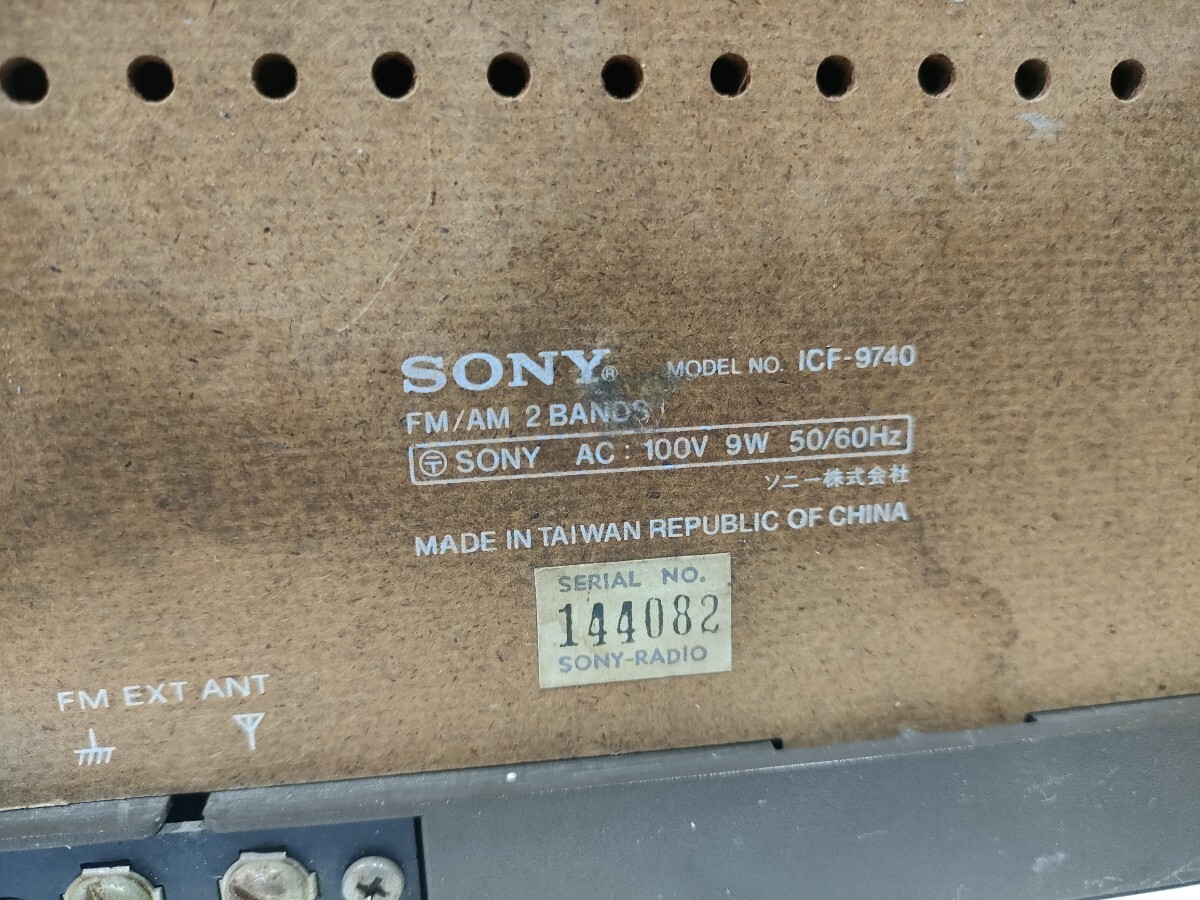 SONY® MODEL NO. ICF-9740
FM/AM 2 BANDS
〒 SONY AC: 100V 9W 50/60Hz
ソニー株式会社
MADE IN TAIWAN REPUBLIC OF CHINA
SERIAL NO.
144082
SONY-RADIO
FM EXT ANT